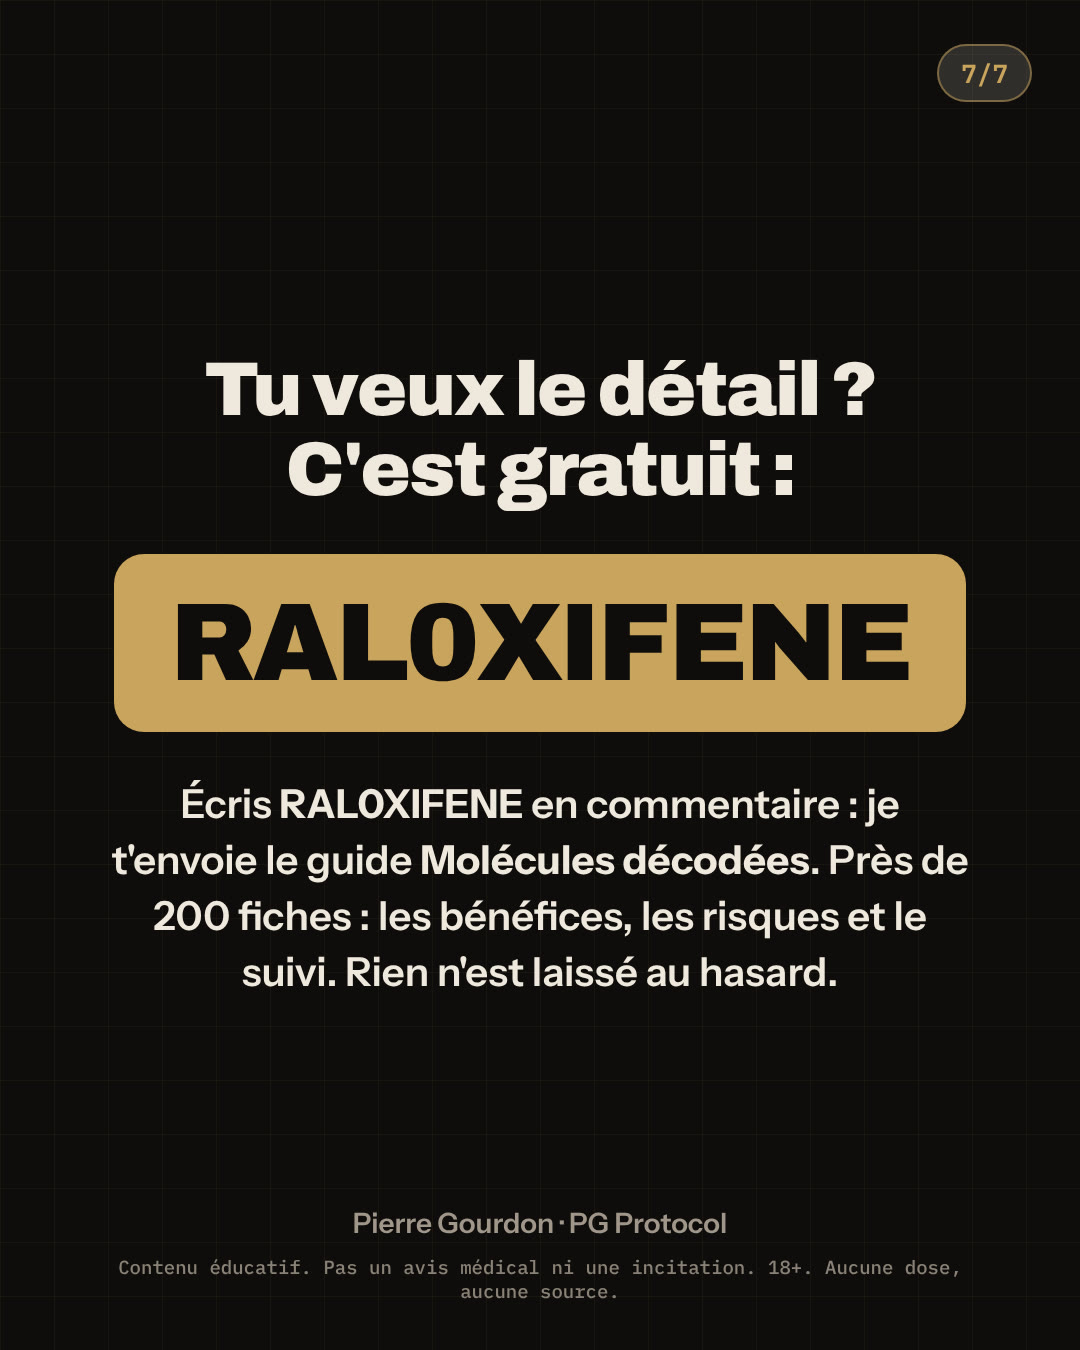 7/7
Tu veux le détail ?
C'est gratuit :
RAL0XIFENE
Écris RAL0XIFENE en commentaire : je
t'envoie le guide Molécules décodées. Près de
200 fiches : les bénéfices, les risques et le
suivi. Rien n'est laissé au hasard.
Pierre Gourdon · PG Protocol
Contenu éducatif. Pas un avis médical ni une incitation. 18+. Aucune dose,
aucune source.